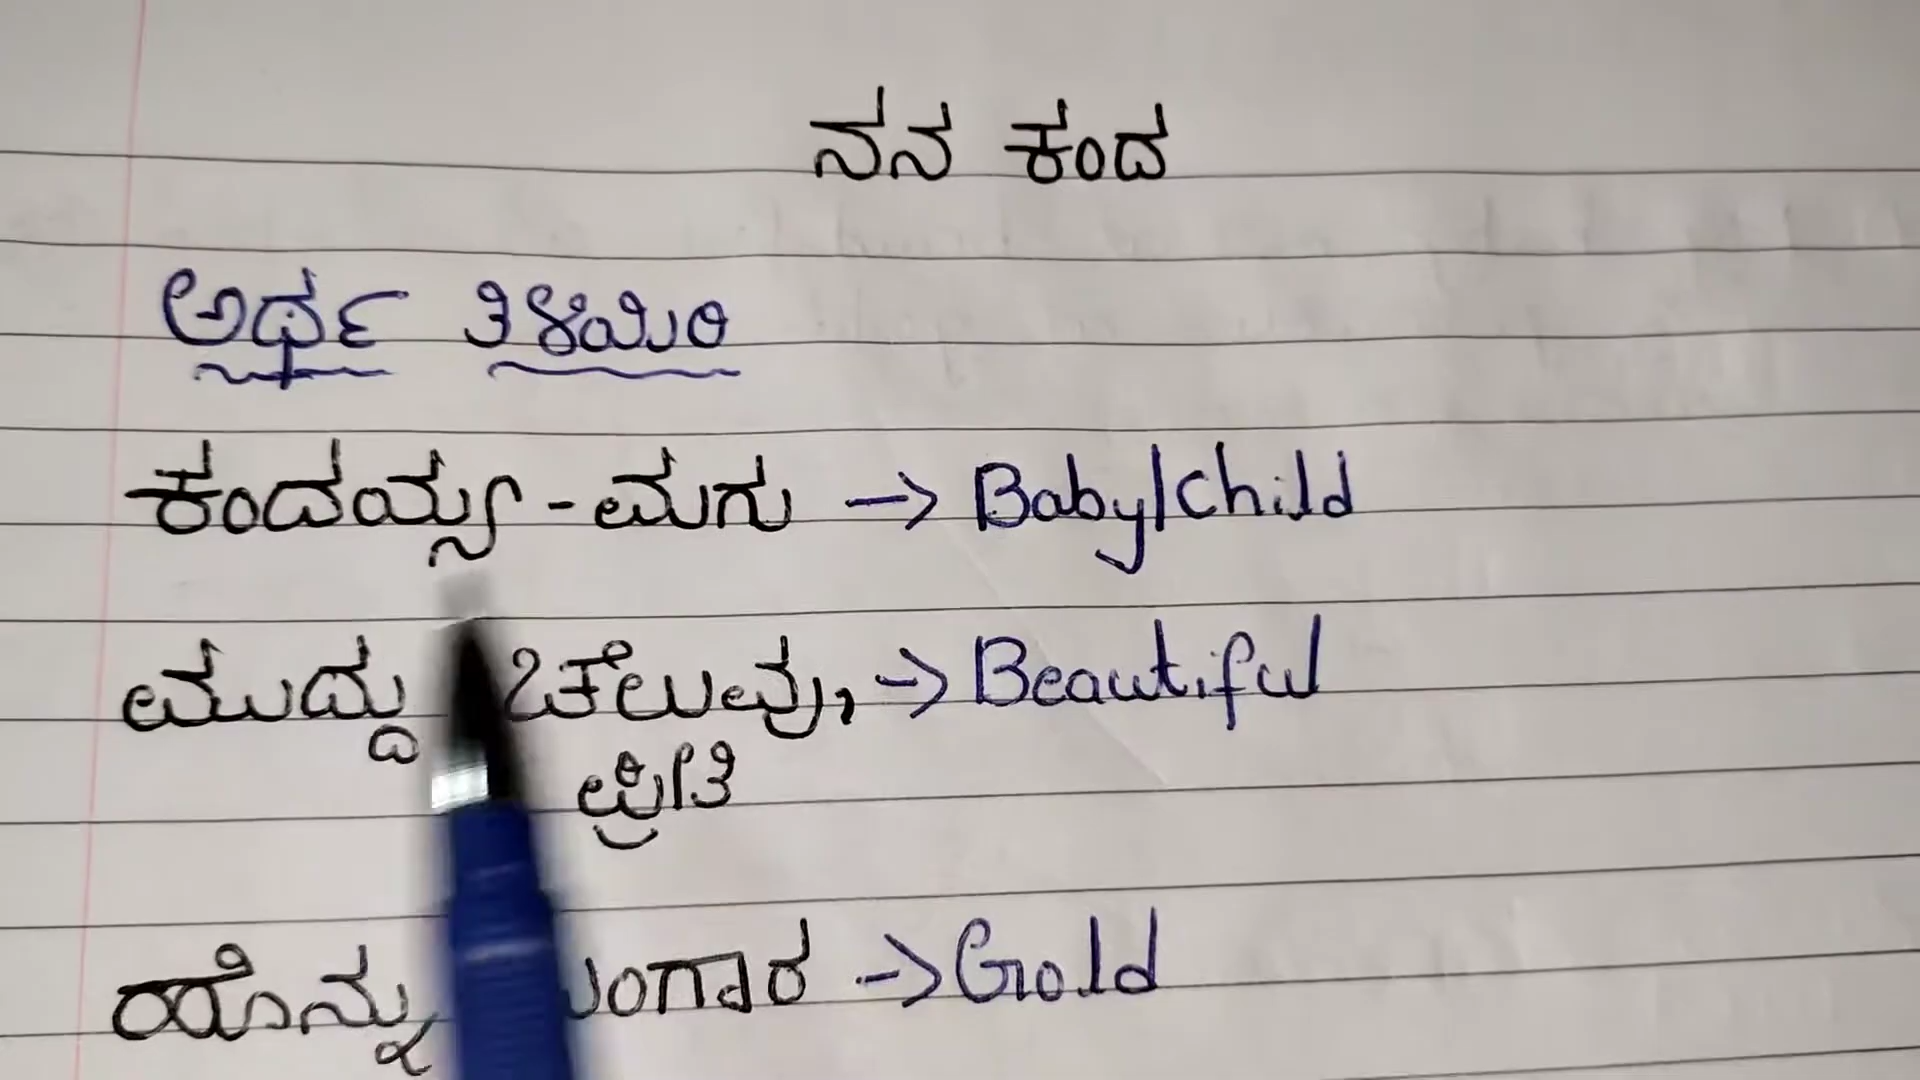 ನನ ಕಂದ
ಅರ್ಥ ತಿಳಿಯಿರಿ
ಕಂದಯ್ಯ - ಮಗು -> Baby/child
ಮುದ್ದು ಚೆಲುವು, -> Beautiful
ಪ್ರೀತಿ
ಹೊನ್ನು ಬಂಗಾರ -> Gold